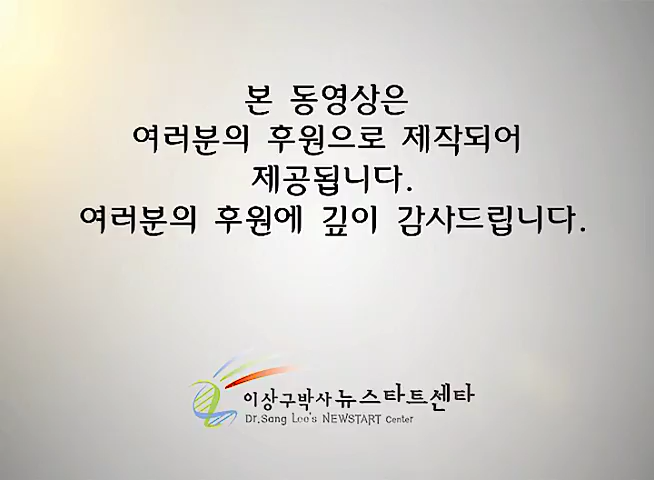 본 동영상은
여러분의 후원으로 제작되어
제공됩니다.
여러분의 후원에 깊이 감사드립니다.
이상구박사 뉴스타트센타
Dr.Sang Lee's NEWSTART Center